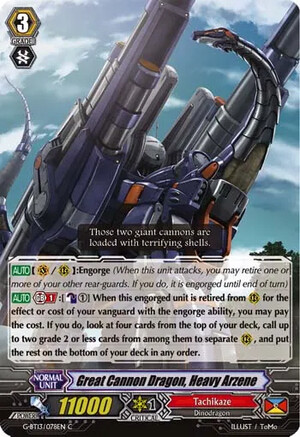 3
GRADE
Those two giant cannons are
loaded with terrifying shells.
AUTO [ / ]:Engorge (When this unit attacks, you may retire one or
more of your other rear-guards. If you do, it is engorged until end of turn)
AUTO [CB 1 : ] When this engorged unit is retired from for the
effect or cost of your vanguard with the engorge ability, you may pay
the cost. If you do, look at four cards from the top of your deck, call up
to two grade 2 or less cards from among them to separate , and put
the rest on the bottom of your deck in any order.
NORMAL
UNIT
Great Cannon Dragon, Heavy Arzene
POWER
11000
1
CRITICAL
Tachikaze
Dinodragon
G-BT13/078EN C
ILLUST / ToMo